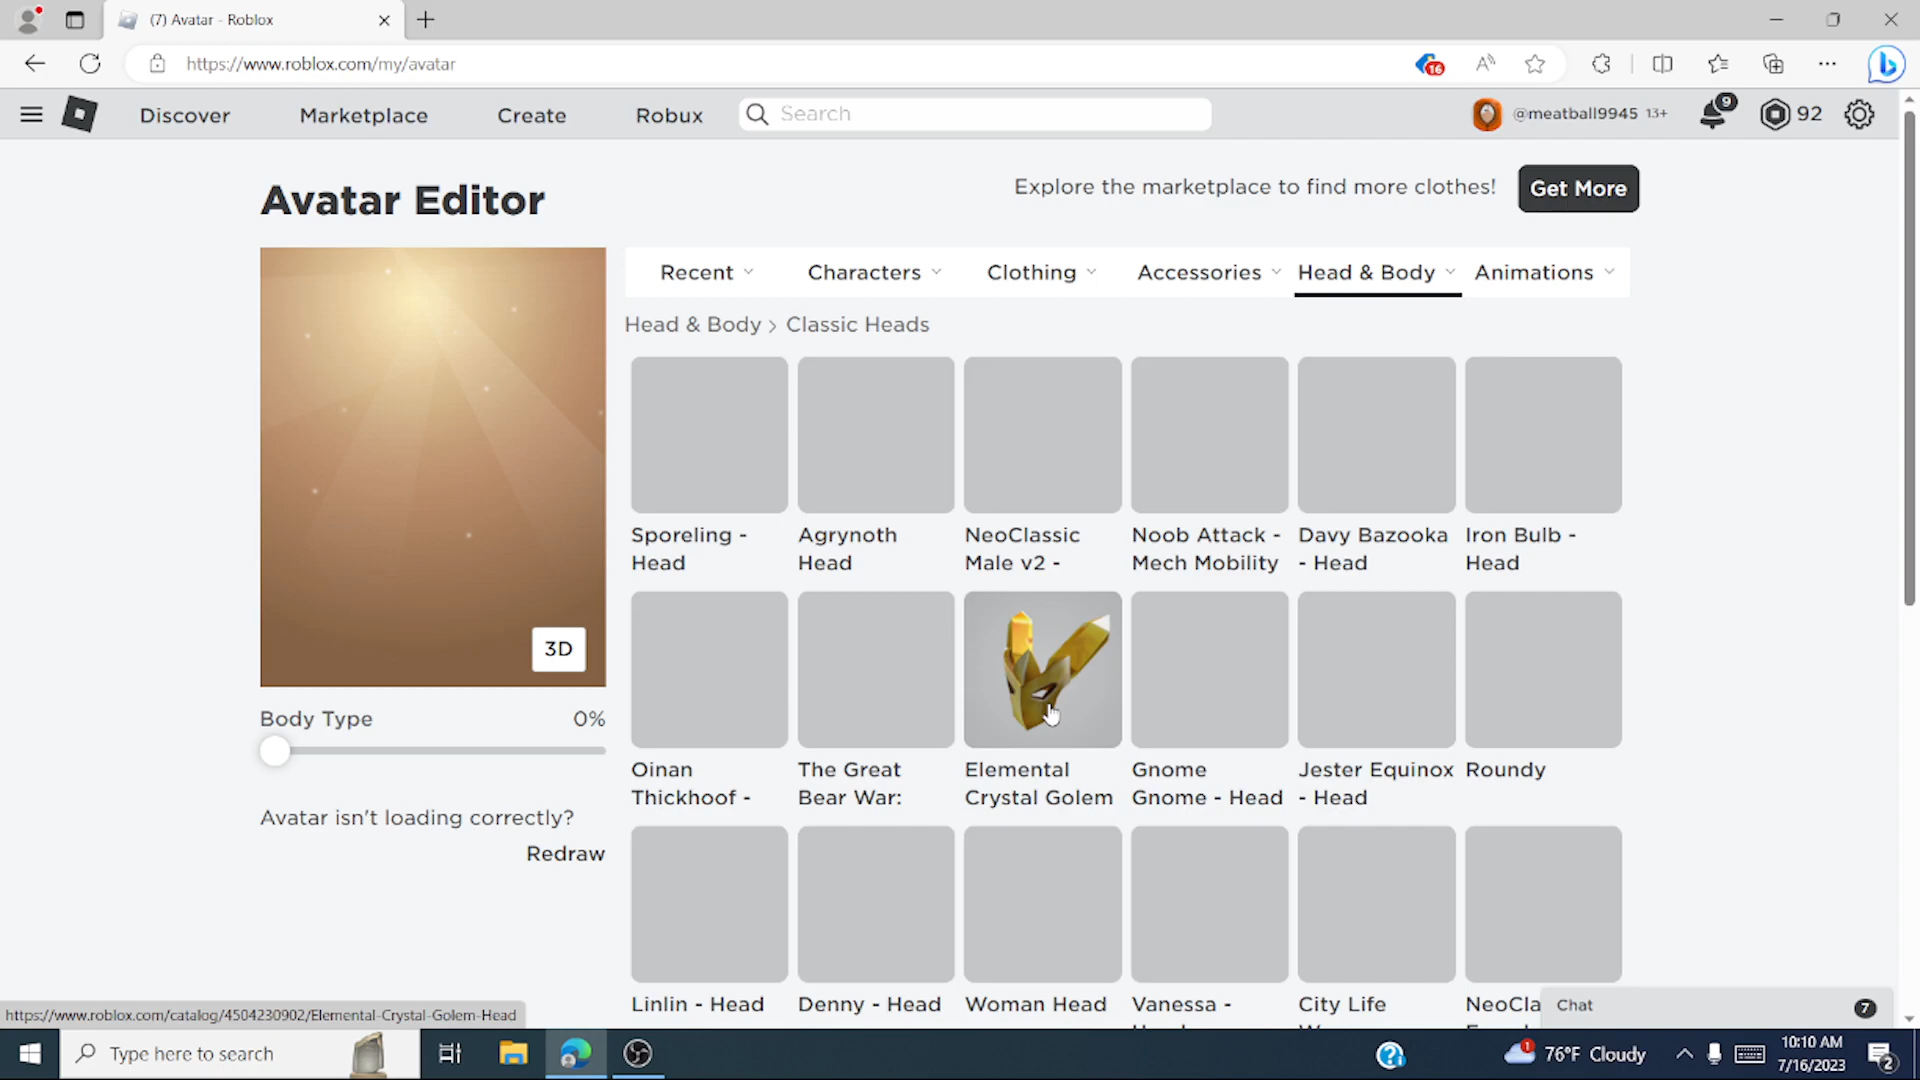 (7) Avatar - Roblox
https://www.roblox.com/my/avatar
16
Discover
Marketplace
Create
Robux
Search
@meatball9945 13+
9
92
Avatar Editor
Explore the marketplace to find more clothes!
Get More
Recent
Characters
Clothing
Accessories
Head & Body
Animations
Head & Body > Classic Heads
3D
Body Type 0%
Avatar isn't loading correctly?
Redraw
Sporeling -
Head
Agrynoth
Head
NeoClassic
Male v2 -
Noob Attack -
Mech Mobility
Davy Bazooka
- Head
Iron Bulb -
Head
Oinan
Thickhoof -
The Great
Bear War:
Elemental
Crystal Golem
Gnome
Gnome - Head
Jester Equinox
- Head
Roundy
Linlin - Head
Denny - Head
Woman Head
Vanessa -
City Life
NeoCla
Chat
7
https://www.roblox.com/catalog/4504230902/Elemental-Crystal-Golem-Head
Type here to search
1
76°F Cloudy
10:10 AM
7/16/2023
2